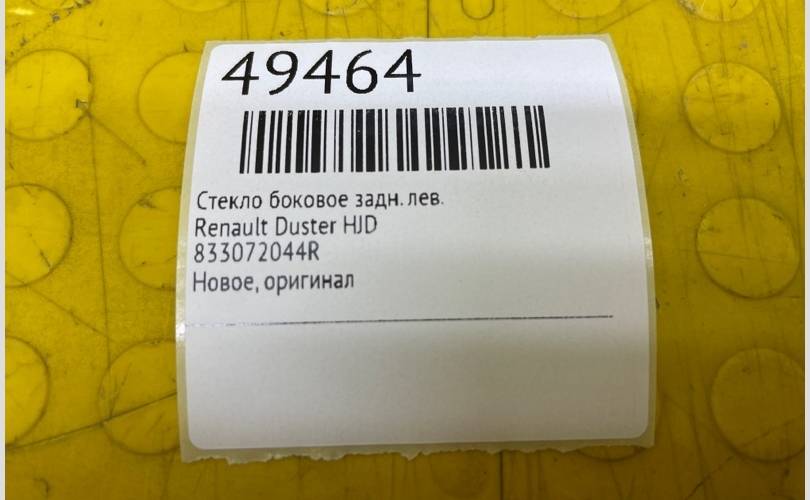 49464
Стекло боковое задн. лев.
Renault Duster HJD
833072044R
Новое, оригинал